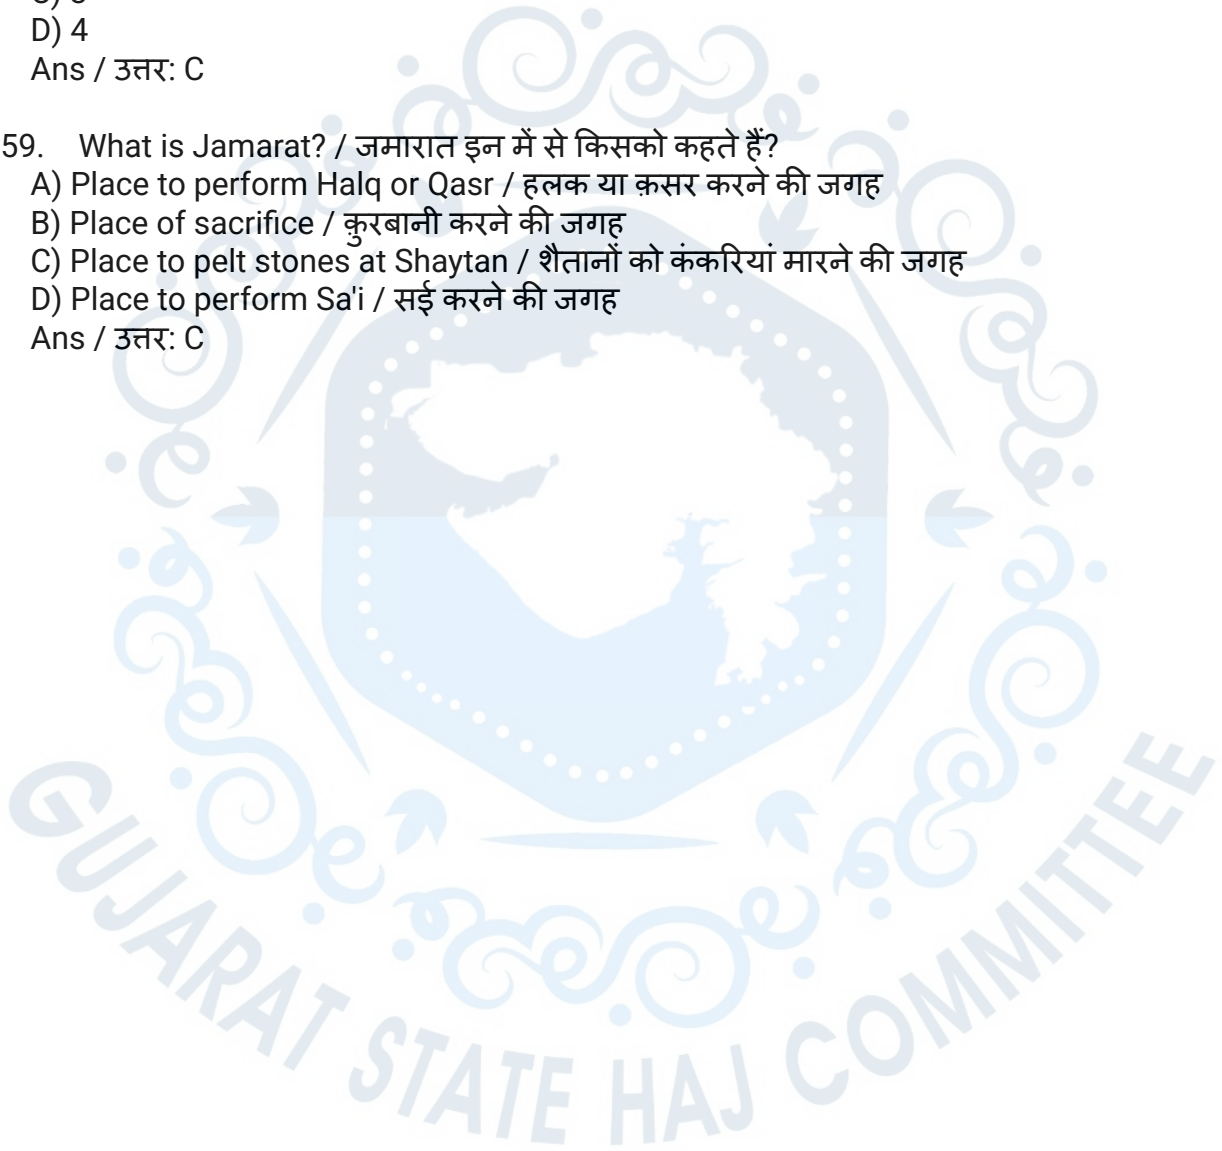 D) 4
Ans / उत्तर: C
59. What is Jamarat? / जमारात इन में से किसको कहते हैं?
A) Place to perform Halq or Qasr / हलक या क़सर करने की जगह
B) Place of sacrifice / क़ुरबानी करने की जगह
C) Place to pelt stones at Shaytan / शैतानों को कंकरियां मारने की जगह
D) Place to perform Sa'i / सई करने की जगह
Ans / उत्तर: C
GUJARAT STATE HAJ COMMITTEE